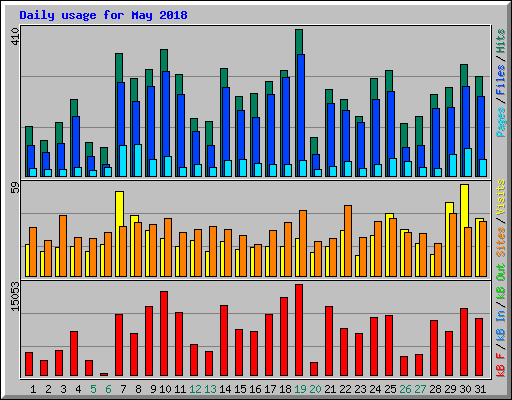 Daily usage for May 2018
410
Pages / Files / Hits
59
kB F / kB In / kB Out Sites / Visits
15053
1 2 3 4 5 6 7 8 9 10 11 12 13 14 15 16 17 18 19 20 21 22 23 24 25 26 27 28 29 30 31